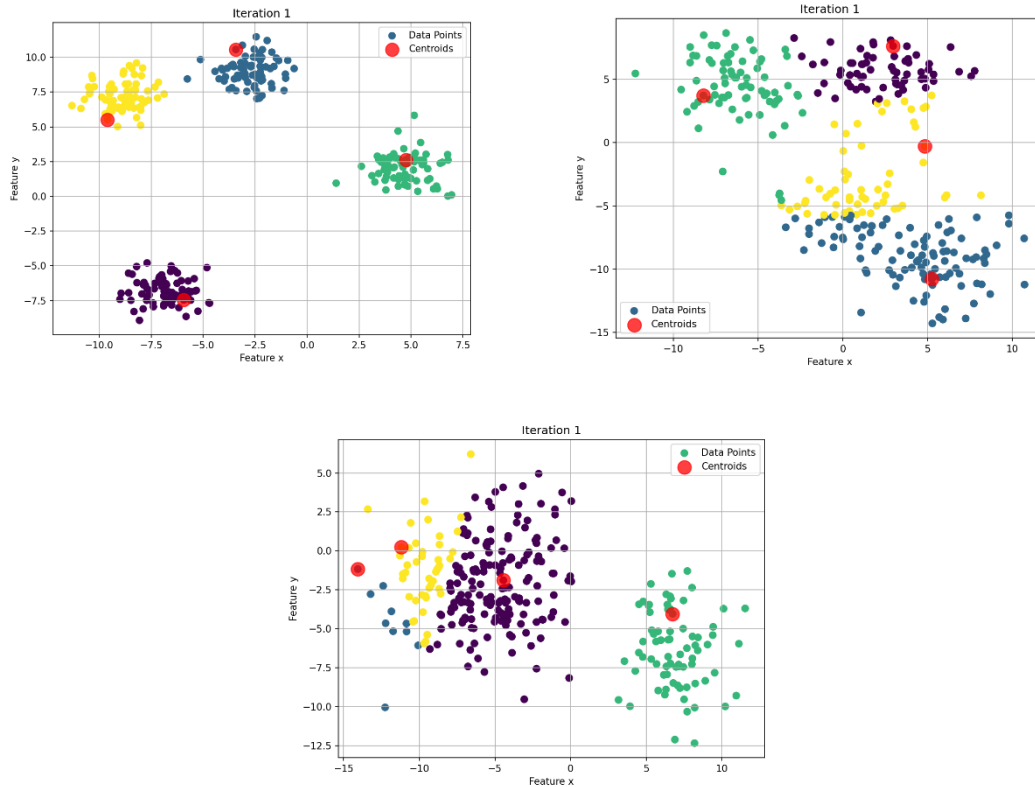 Iteration 1
Data Points
Centroids
10.0
7.5
5.0
2.5
0.0
−2.5
−5.0
−7.5
Feature y
−10.0
−7.5
−5.0
−2.5
0.0
2.5
5.0
7.5
Feature x
Iteration 1
5
0
−5
−10
−15
Feature y
Data Points
Centroids
−10
−5
0
5
10
Feature x
Iteration 1
Data Points
Centroids
5.0
2.5
0.0
−2.5
−5.0
−7.5
−10.0
−12.5
Feature y
−15
−10
−5
0
5
10
Feature x